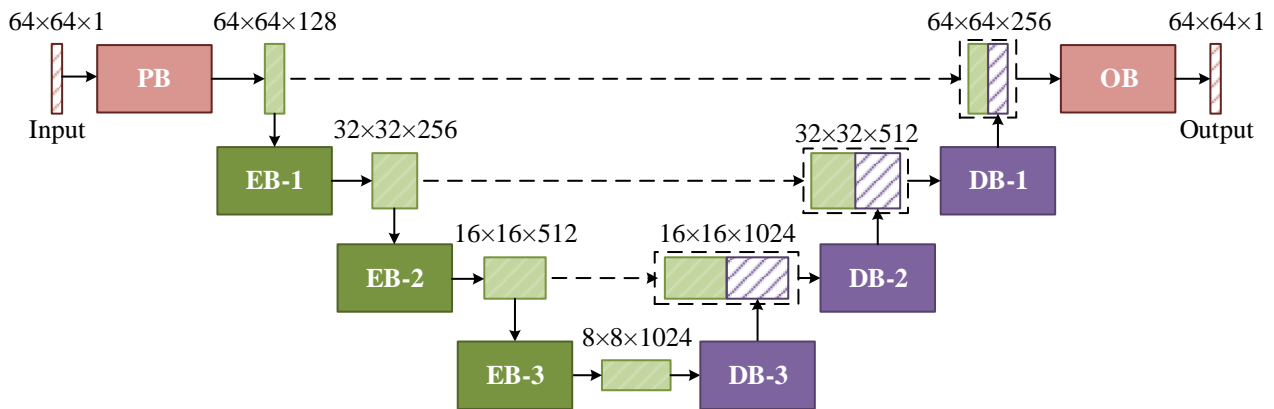 64×64×1
64×64×128
64×64×256
64×64×1
PB
OB
Input
Output
32×32×256
32×32×512
EB-1
DB-1
16×16×512
16×16×1024
EB-2
DB-2
8×8×1024
EB-3
DB-3